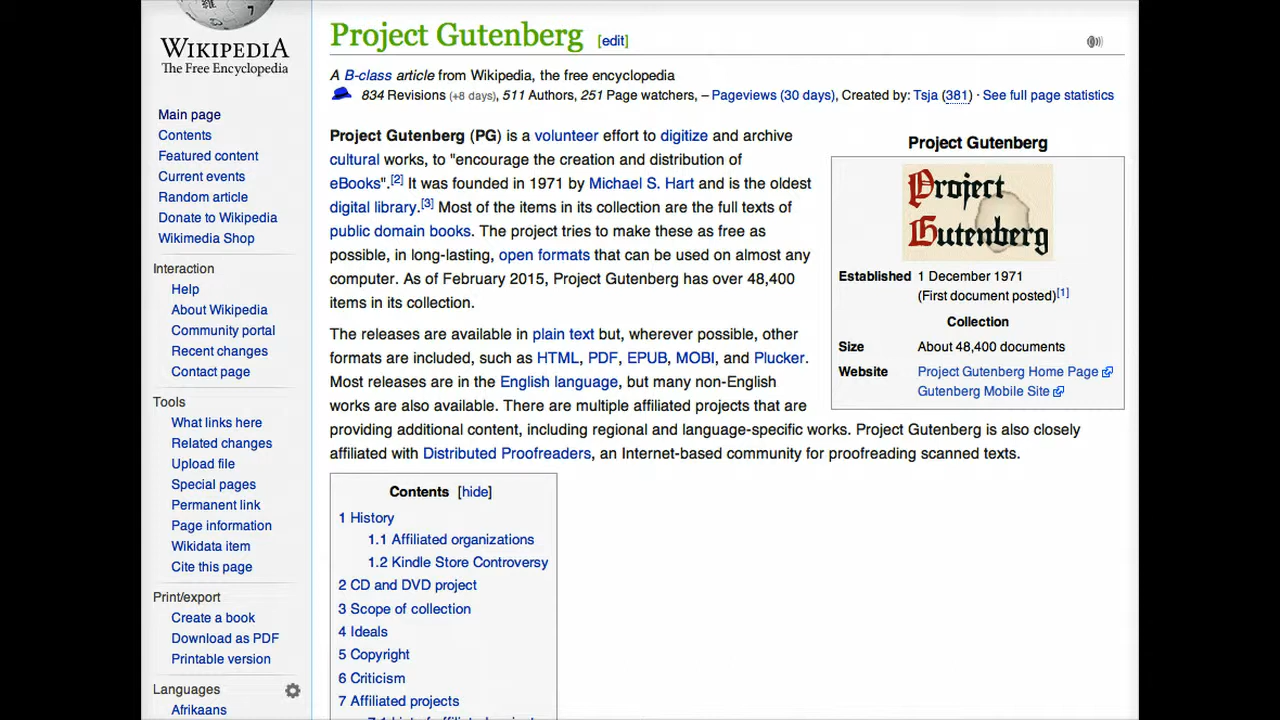 WIKIPEDIA
The Free Encyclopedia
Main page
Contents
Featured content
Current events
Random article
Donate to Wikipedia
Wikimedia Shop
Interaction
Help
About Wikipedia
Community portal
Recent changes
Contact page
Tools
What links here
Related changes
Upload file
Special pages
Permanent link
Page information
Wikidata item
Cite this page
Print/export
Create a book
Download as PDF
Printable version
Languages
Afrikaans
Project Gutenberg [edit]
A B-class article from Wikipedia, the free encyclopedia
834 Revisions (+8 days), 511 Authors, 251 Page watchers, – Pageviews (30 days), Created by: Tsja (381) · See full page statistics
Project Gutenberg (PG) is a volunteer effort to digitize and archive
cultural works, to "encourage the creation and distribution of
eBooks".[2] It was founded in 1971 by Michael S. Hart and is the oldest
digital library.[3] Most of the items in its collection are the full texts of
public domain books. The project tries to make these as free as
possible, in long-lasting, open formats that can be used on almost any
computer. As of February 2015, Project Gutenberg has over 48,400
items in its collection.
The releases are available in plain text but, wherever possible, other
formats are included, such as HTML, PDF, EPUB, MOBI, and Plucker.
Most releases are in the English language, but many non-English
works are also available. There are multiple affiliated projects that are
providing additional content, including regional and language-specific works. Project Gutenberg is also closely
affiliated with Distributed Proofreaders, an Internet-based community for proofreading scanned texts.
Project Gutenberg
Project
Gutenberg
Established 1 December 1971
(First document posted)[1]
Collection
Size About 48,400 documents
Website Project Gutenberg Home Page
Gutenberg Mobile Site
Contents [hide]
1 History
1.1 Affiliated organizations
1.2 Kindle Store Controversy
2 CD and DVD project
3 Scope of collection
4 Ideals
5 Copyright
6 Criticism
7 Affiliated projects